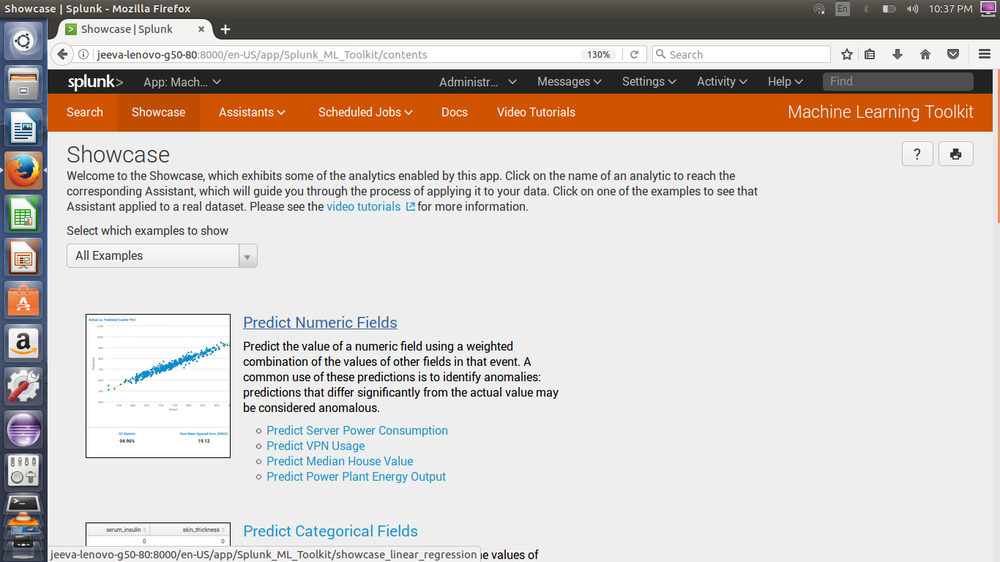 Showcase | Splunk - Mozilla Firefox
En
10:37 PM
Showcase | Splunk
jeeva-lenovo-g50-80:8000/en-US/app/Splunk_ML_Toolkit/contents
130%
Search
splunk>
App: Mach...
Administr...
Messages
Settings
Activity
Help
Find
Search
Showcase
Assistants
Scheduled Jobs
Docs
Video Tutorials
Machine Learning Toolkit
Showcase
?
Welcome to the Showcase, which exhibits some of the analytics enabled by this app. Click on the name of an analytic to reach the
corresponding Assistant, which will guide you through the process of applying it to your data. Click on one of the examples to see that
Assistant applied to a real dataset. Please see the video tutorials for more information.
Select which examples to show
All Examples
Actual vs. Predicted Scatter Plot
Predicted
Actual
R2 Statistic
Root Mean Squared Error (RMSE)
94.96%
19.12
Predict Numeric Fields
Predict the value of a numeric field using a weighted
combination of the values of other fields in that event. A
common use of these predictions is to identify anomalies:
predictions that differ significantly from the actual value may
be considered anomalous.
Predict Server Power Consumption
Predict VPN Usage
Predict Median House Value
Predict Power Plant Energy Output
serum_insulin
skin_thickness
0
0
Predict Categorical Fields
e values of
jeeva-lenovo-g50-80:8000/en-US/app/Splunk_ML_Toolkit/showcase_linear_regression